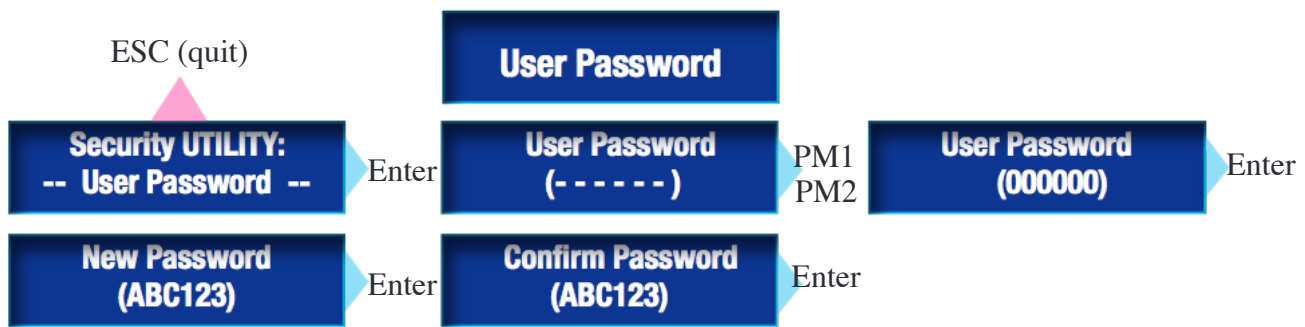 ESC (quit)
User Password
Security UTILITY:
-- User Password --
Enter
User Password
(- - - - - - )
PM1
PM2
User Password
(000000)
Enter
New Password
(ABC123)
Enter
Confirm Password
(ABC123)
Enter